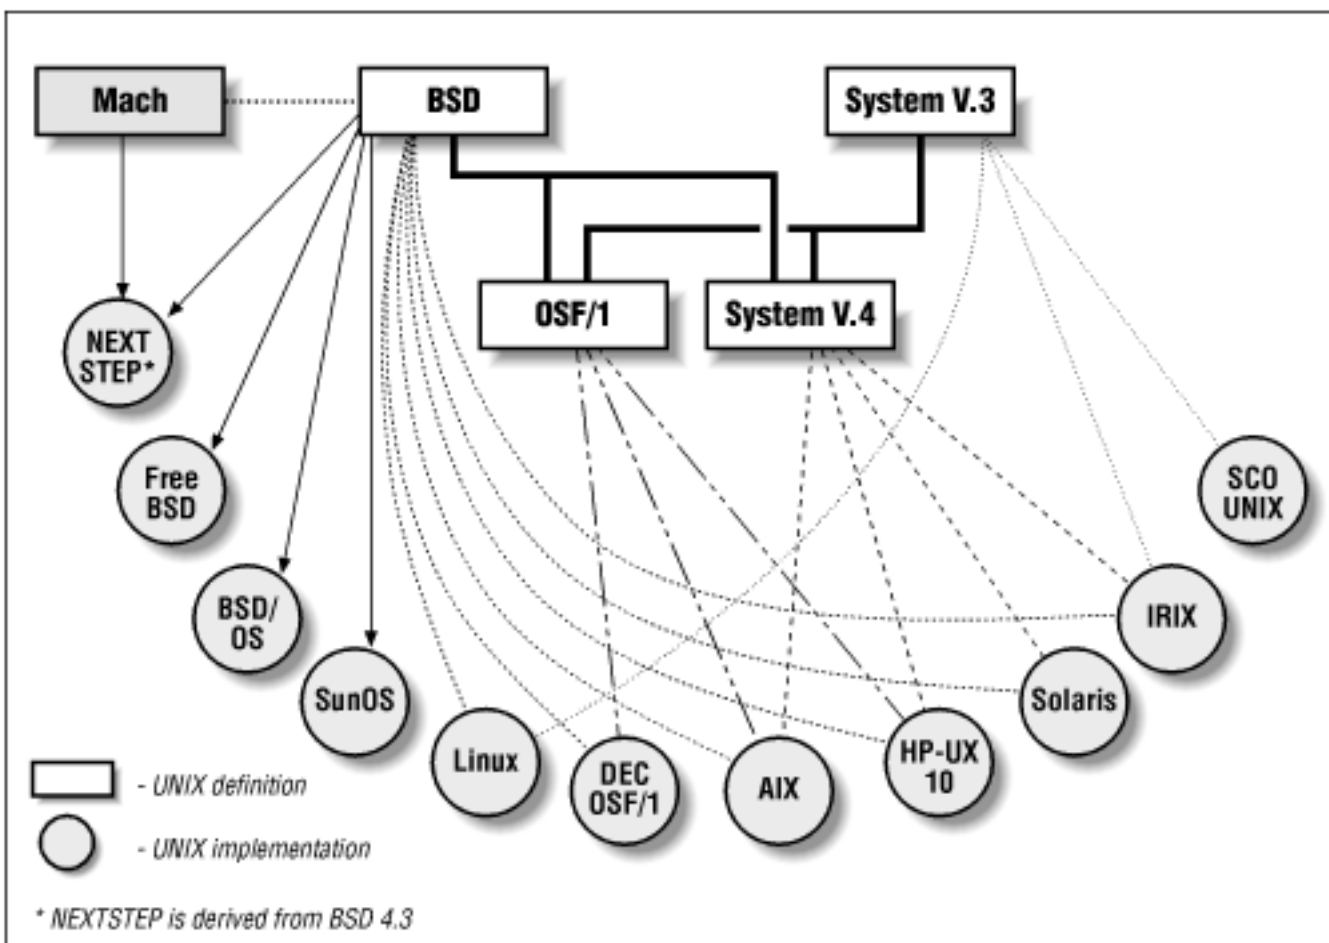 Mach
BSD
System V.3
OSF/1
System V.4
NEXT
STEP*
Free
BSD
BSD/
OS
SunOS
Linux
DEC
OSF/1
AIX
HP-UX
10
Solaris
IRIX
SCO
UNIX
- UNIX definition
- UNIX implementation
* NEXTSTEP is derived from BSD 4.3